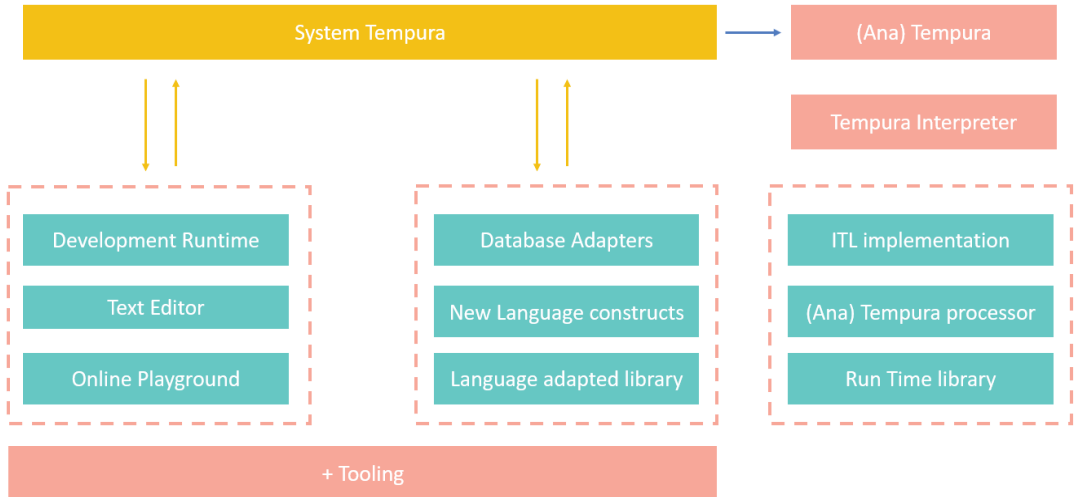 System Tempura
(Ana) Tempura
Tempura Interpreter
Development Runtime
Text Editor
Online Playground
Database Adapters
New Language constructs
Language adapted library
ITL implementation
(Ana) Tempura processor
Run Time library
+ Tooling